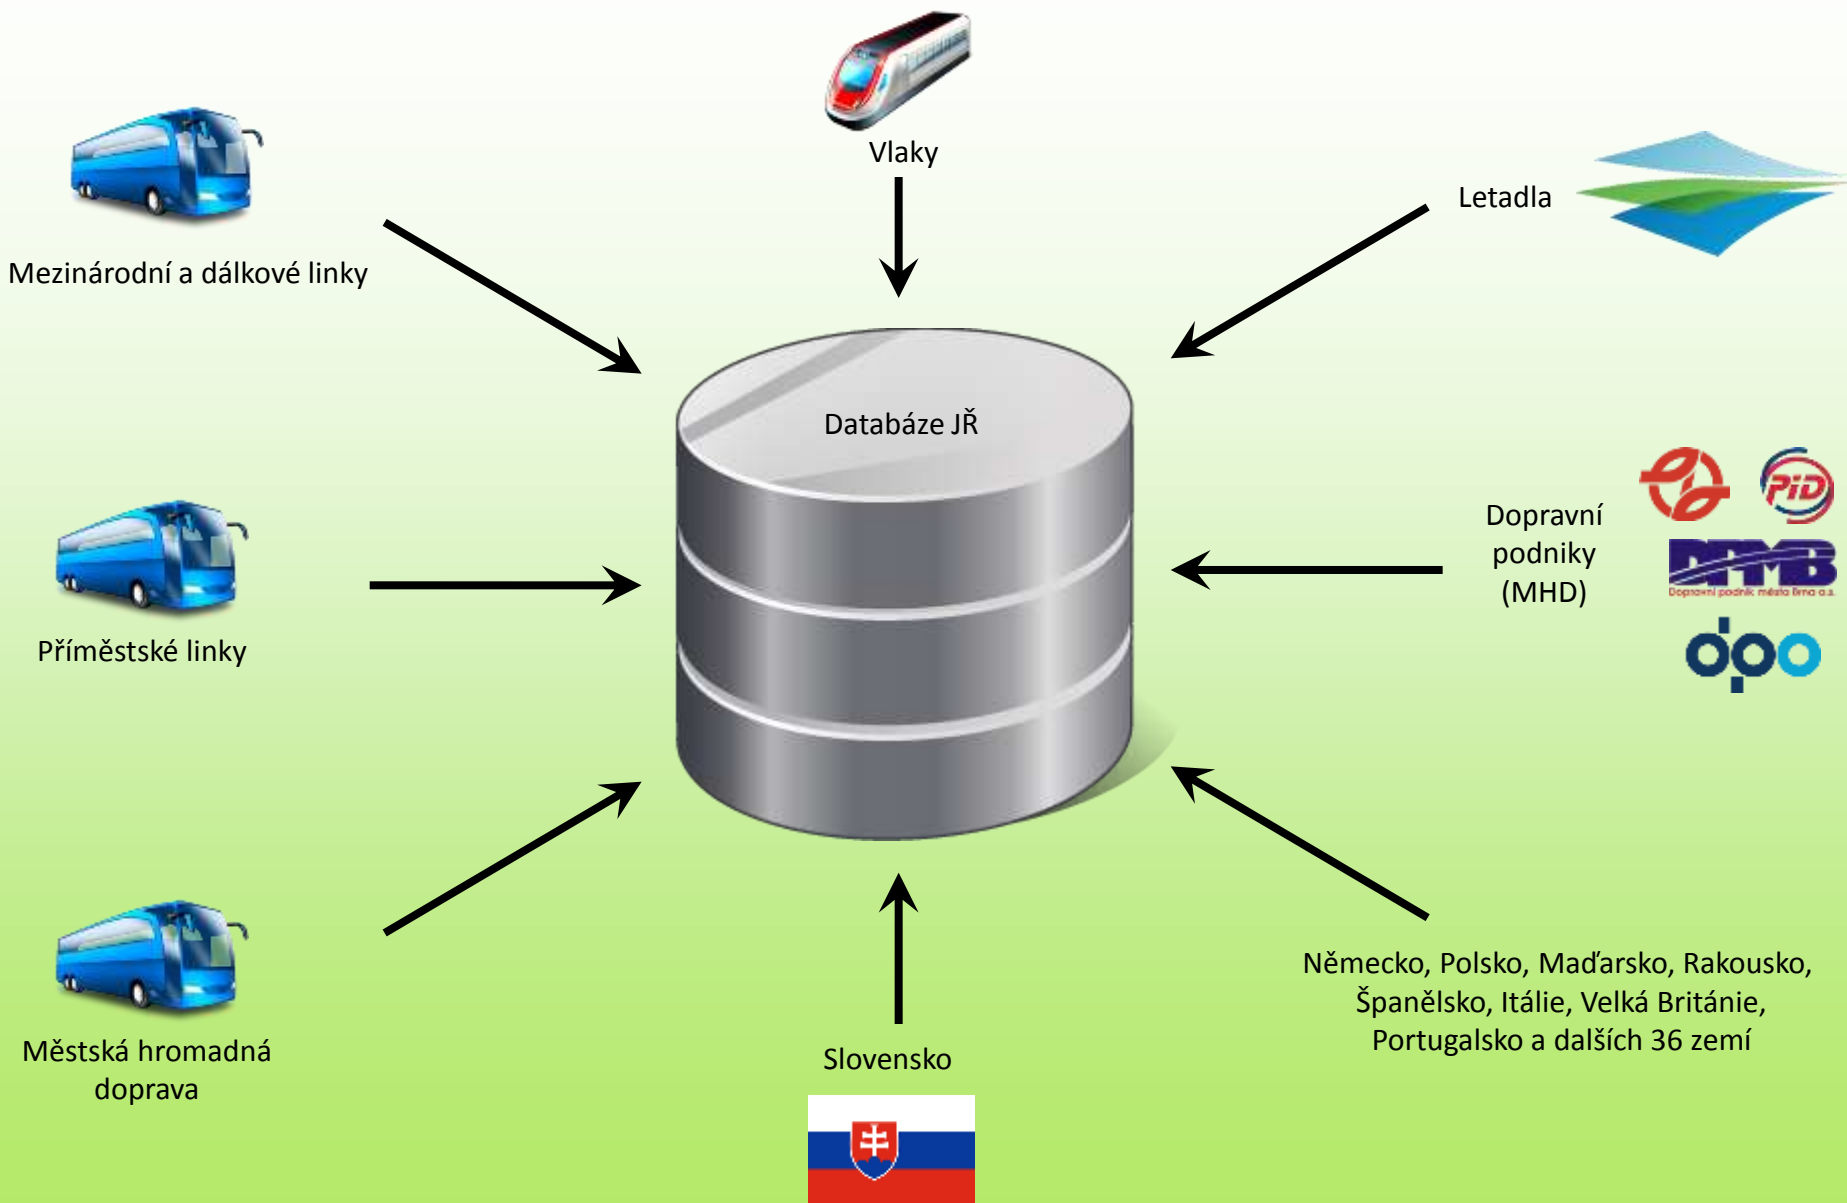 Vlaky
Letadla
Mezinárodní a dálkové linky
Databáze JŘ
PiD
Dopravní
podniky
(MHD)
DPMB
Dopravní podnik města Brna a.s.
dpo
Příměstské linky
Německo, Polsko, Maďarsko, Rakousko,
Španělsko, Itálie, Velká Británie,
Portugalsko a dalších 36 zemí
Městská hromadná
doprava
Slovensko